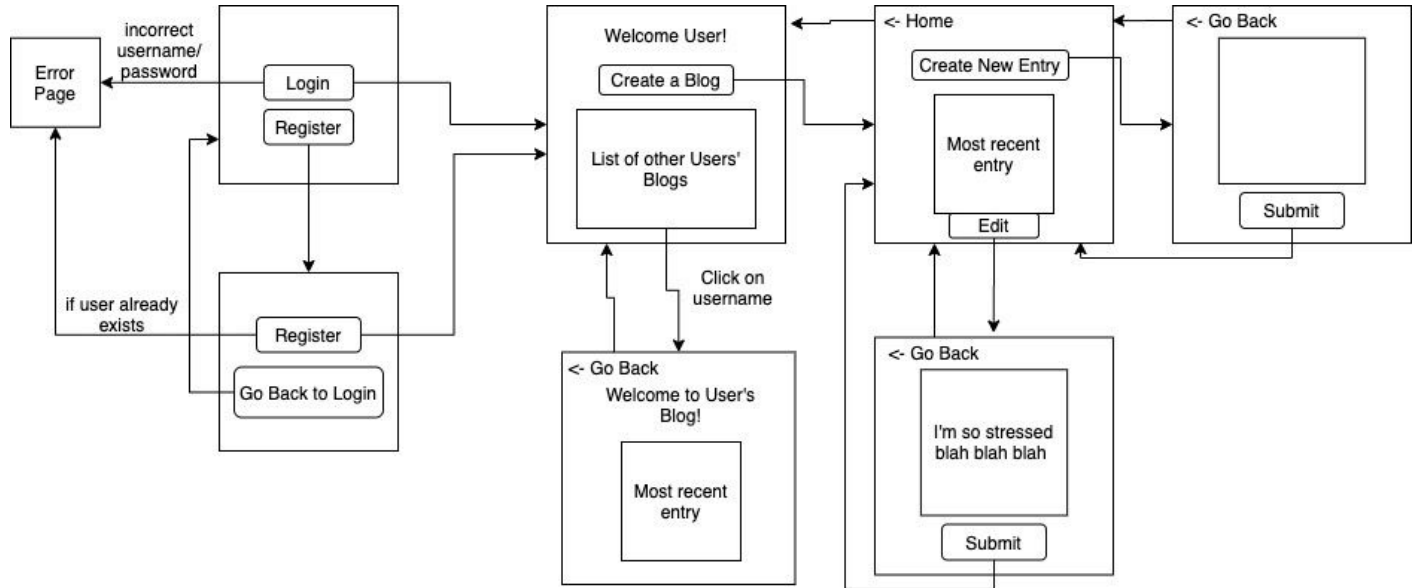 Error
Page
incorrect
username/
password
Login
Register
if user already
exists
Register
Go Back to Login
Welcome User!
Create a Blog
List of other Users'
Blogs
Click on
username
<- Go Back
Welcome to User's
Blog!
Most recent
entry
<- Home
Create New Entry
Most recent
entry
Edit
<- Go Back
I'm so stressed
blah blah blah
Submit
<- Go Back
Submit